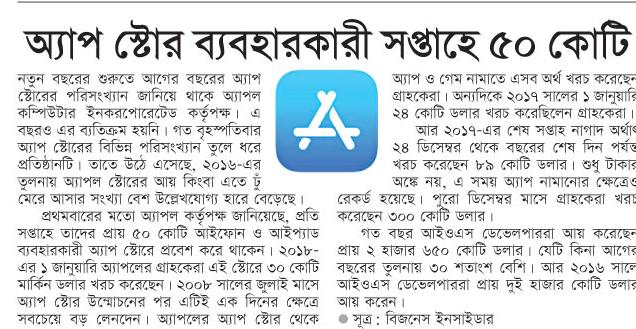 অ্যাপ স্টোর ব্যবহারকারী সপ্তাহে ৫০ কোটি
নতুন বছরের শুরুতে আগের বছরের অ্যাপ
স্টোরের পরিসংখ্যান জানিয়ে থাকে অ্যাপল
কম্পিউটার ইনকরপোরেটেড কর্তৃপক্ষ। এ
বছরও এর ব্যতিক্রম হয়নি। গত বৃহস্পতিবার
অ্যাপ স্টোরের বিভিন্ন পরিসংখ্যান তুলে ধরে
প্রতিষ্ঠানটি। তাতে উঠে এসেছে, ২০১৬-এর
তুলনায় অ্যাপল স্টোরের আয় কিংবা এতে ঢুঁ
মেরে আসার সংখ্যা বেশ উল্লেখযোগ্য হারে বেড়েছে।
প্রথমবারের মতো অ্যাপল কর্তৃপক্ষ জানিয়েছে, প্রতি
সপ্তাহে তাদের প্রায় ৫০ কোটি আইফোন ও আইপ্যাড
ব্যবহারকারী অ্যাপ স্টোরে প্রবেশ করে থাকেন। ২০১৮-
এর ১ জানুয়ারি অ্যাপলের গ্রাহকেরা এই স্টোরে ৩০ কোটি
মার্কিন ডলার খরচ করেছেন। ২০০৮ সালের জুলাই মাসে
অ্যাপ স্টোর উন্মোচনের পর এটিই এক দিনের ক্ষেত্রে
সবচেয়ে বড় লেনদেন। অ্যাপলের অ্যাপ স্টোর থেকে
অ্যাপ ও গেম নামাতে এসব অর্থ খরচ করেছেন
গ্রাহকেরা। অন্যদিকে ২০১৭ সালের ১ জানুয়ারি
২৪ কোটি ডলার খরচ করেছিলেন গ্রাহকেরা।
আর ২০১৭-এর শেষ সপ্তাহ নাগাদ অর্থাৎ
২৪ ডিসেম্বর থেকে বছরের শেষ দিন পর্যন্ত
খরচ করেছেন ৮৯ কোটি ডলার। শুধু টাকার
অঙ্কে নয়, এ সময় অ্যাপ নামানোর ক্ষেত্রেও
রেকর্ড হয়েছে। পুরো ডিসেম্বর মাসে গ্রাহকেরা খরচ
করেছেন ৩০০ কোটি ডলার।
গত বছর আইওএস ডেভেলপাররা আয় করেছেন
প্রায় ২ হাজার ৬৫০ কোটি ডলার। যেটি কিনা আগের
বছরের তুলনায় ৩০ শতাংশ বেশি। আর ২০১৬ সালে
আইওএস ডেভেলপাররা প্রায় দুই হাজার কোটি ডলার
আয় করেন।
● সূত্র : বিজনেস ইনসাইডার